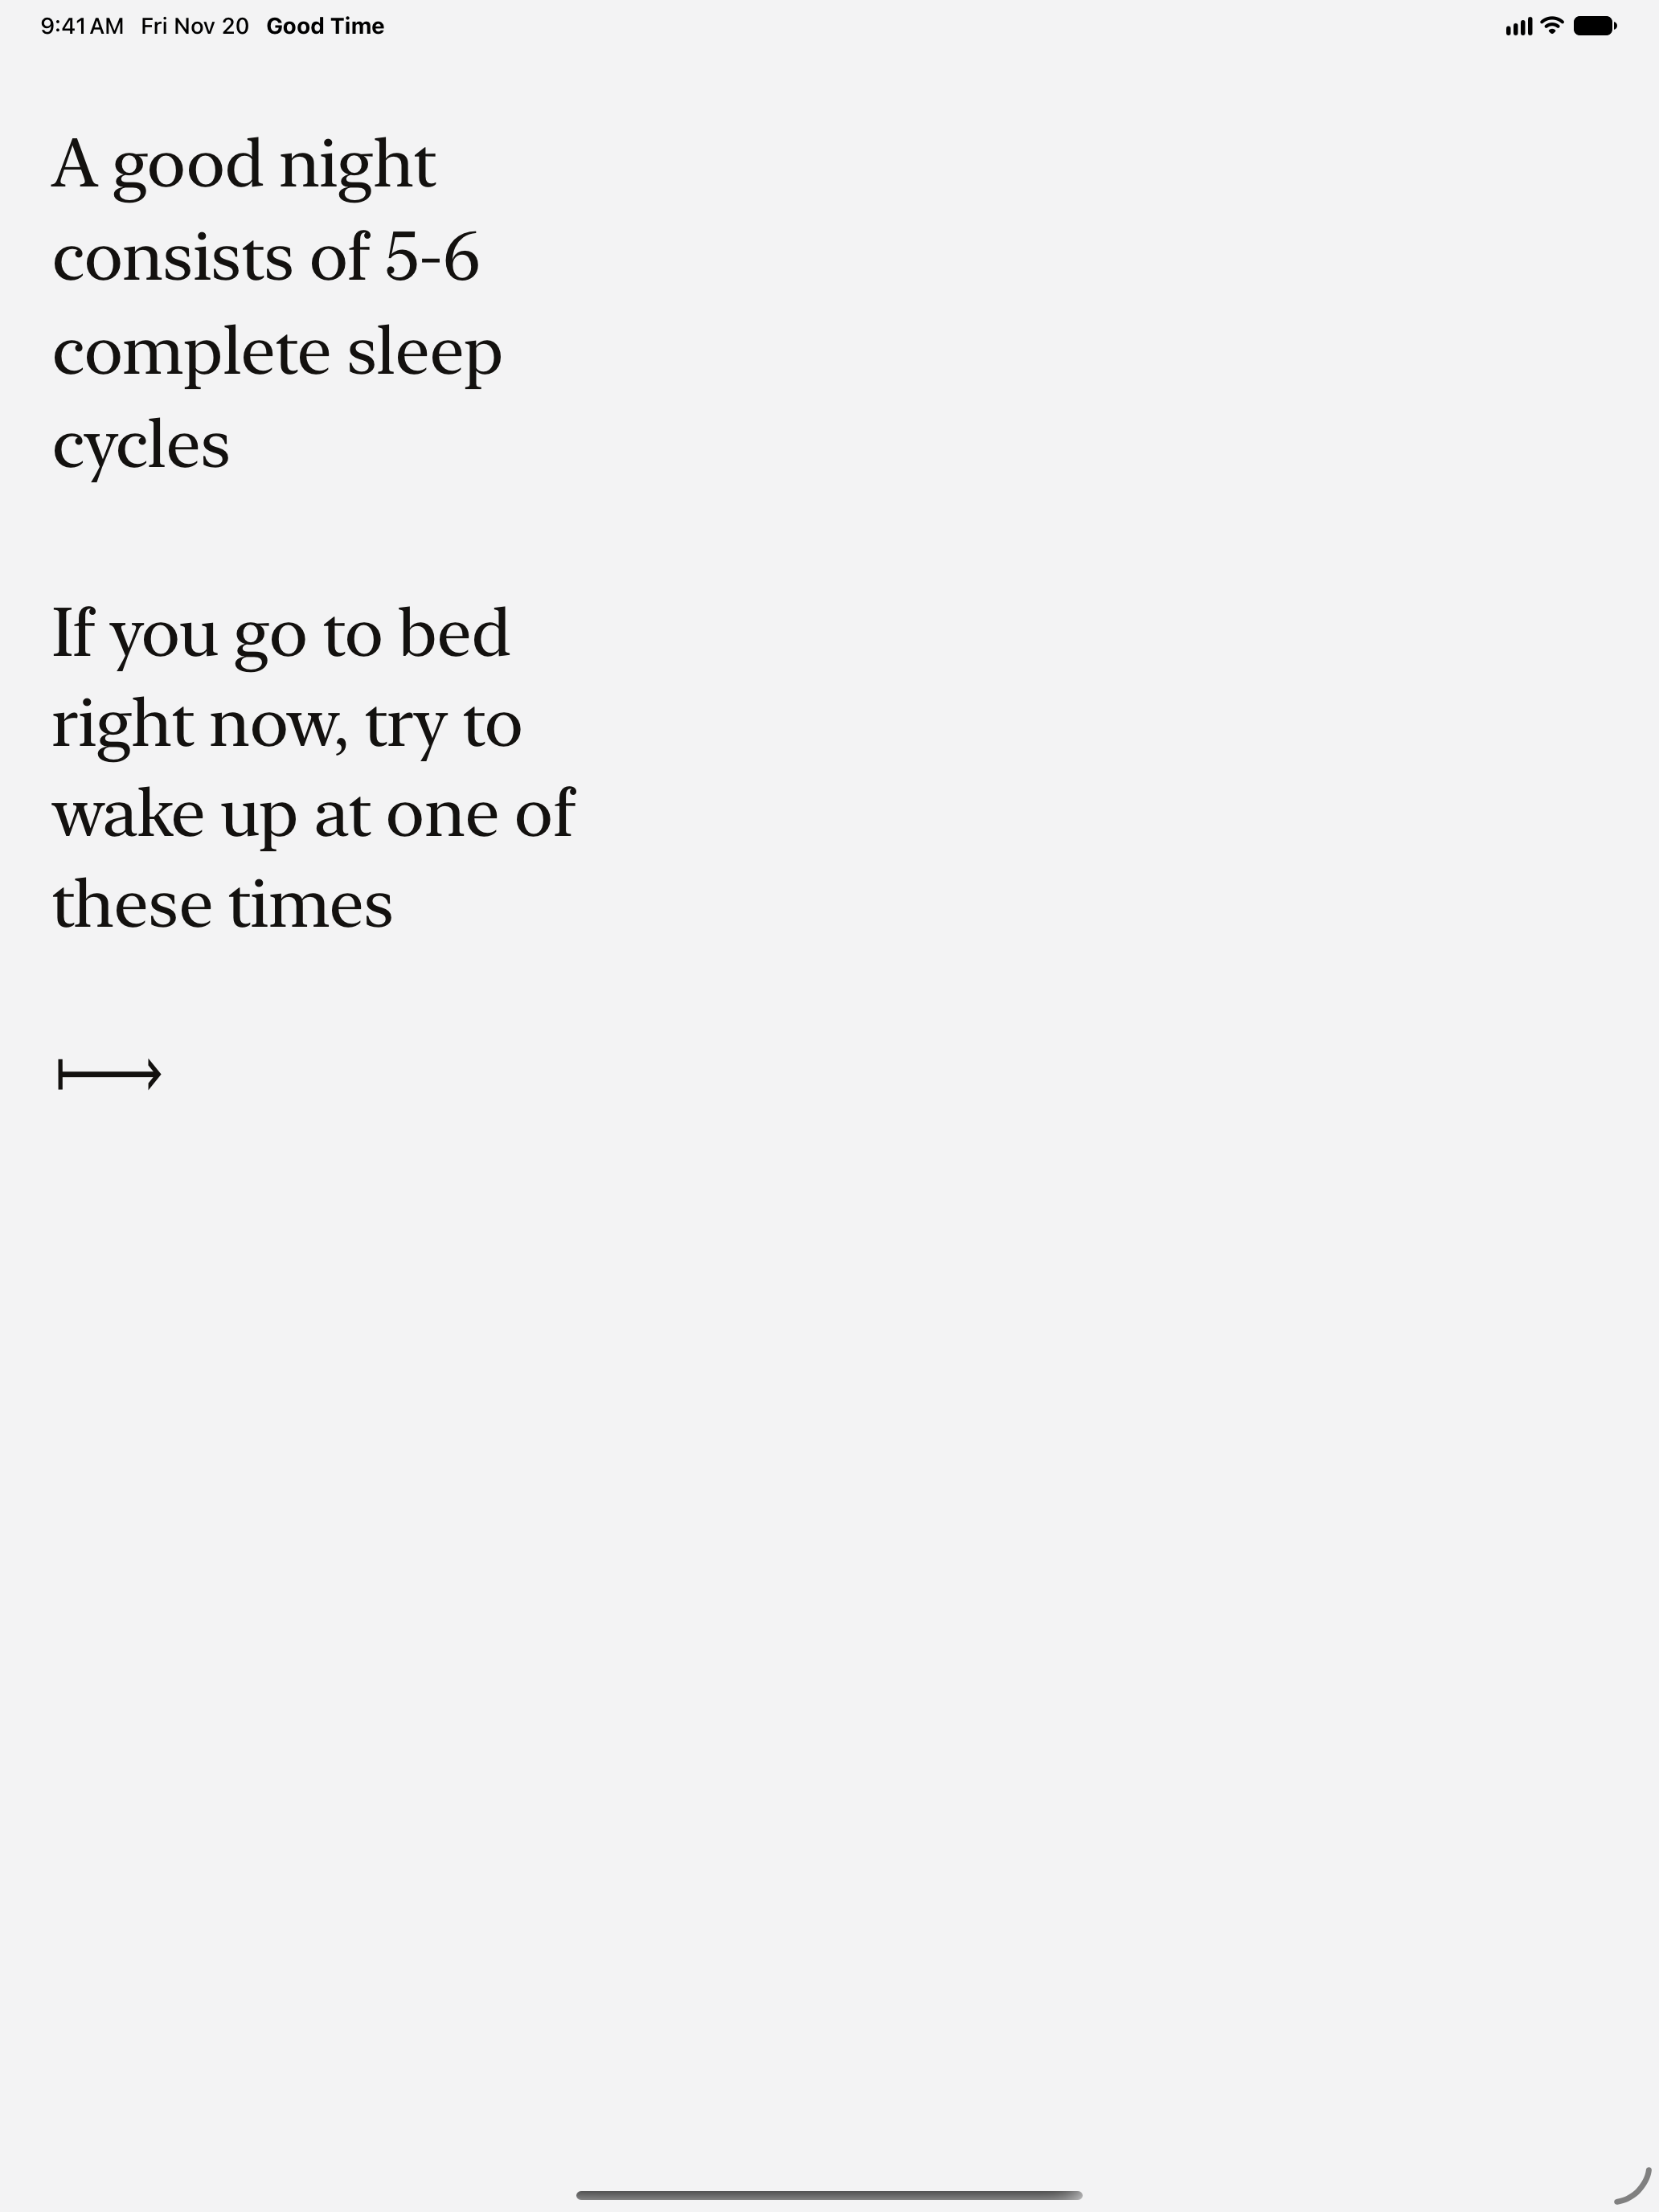 9:41 AM Fri Nov 20 Good Time
A good night
consists of 5-6
complete sleep
cycles
If you go to bed
right now, try to
wake up at one of
these times